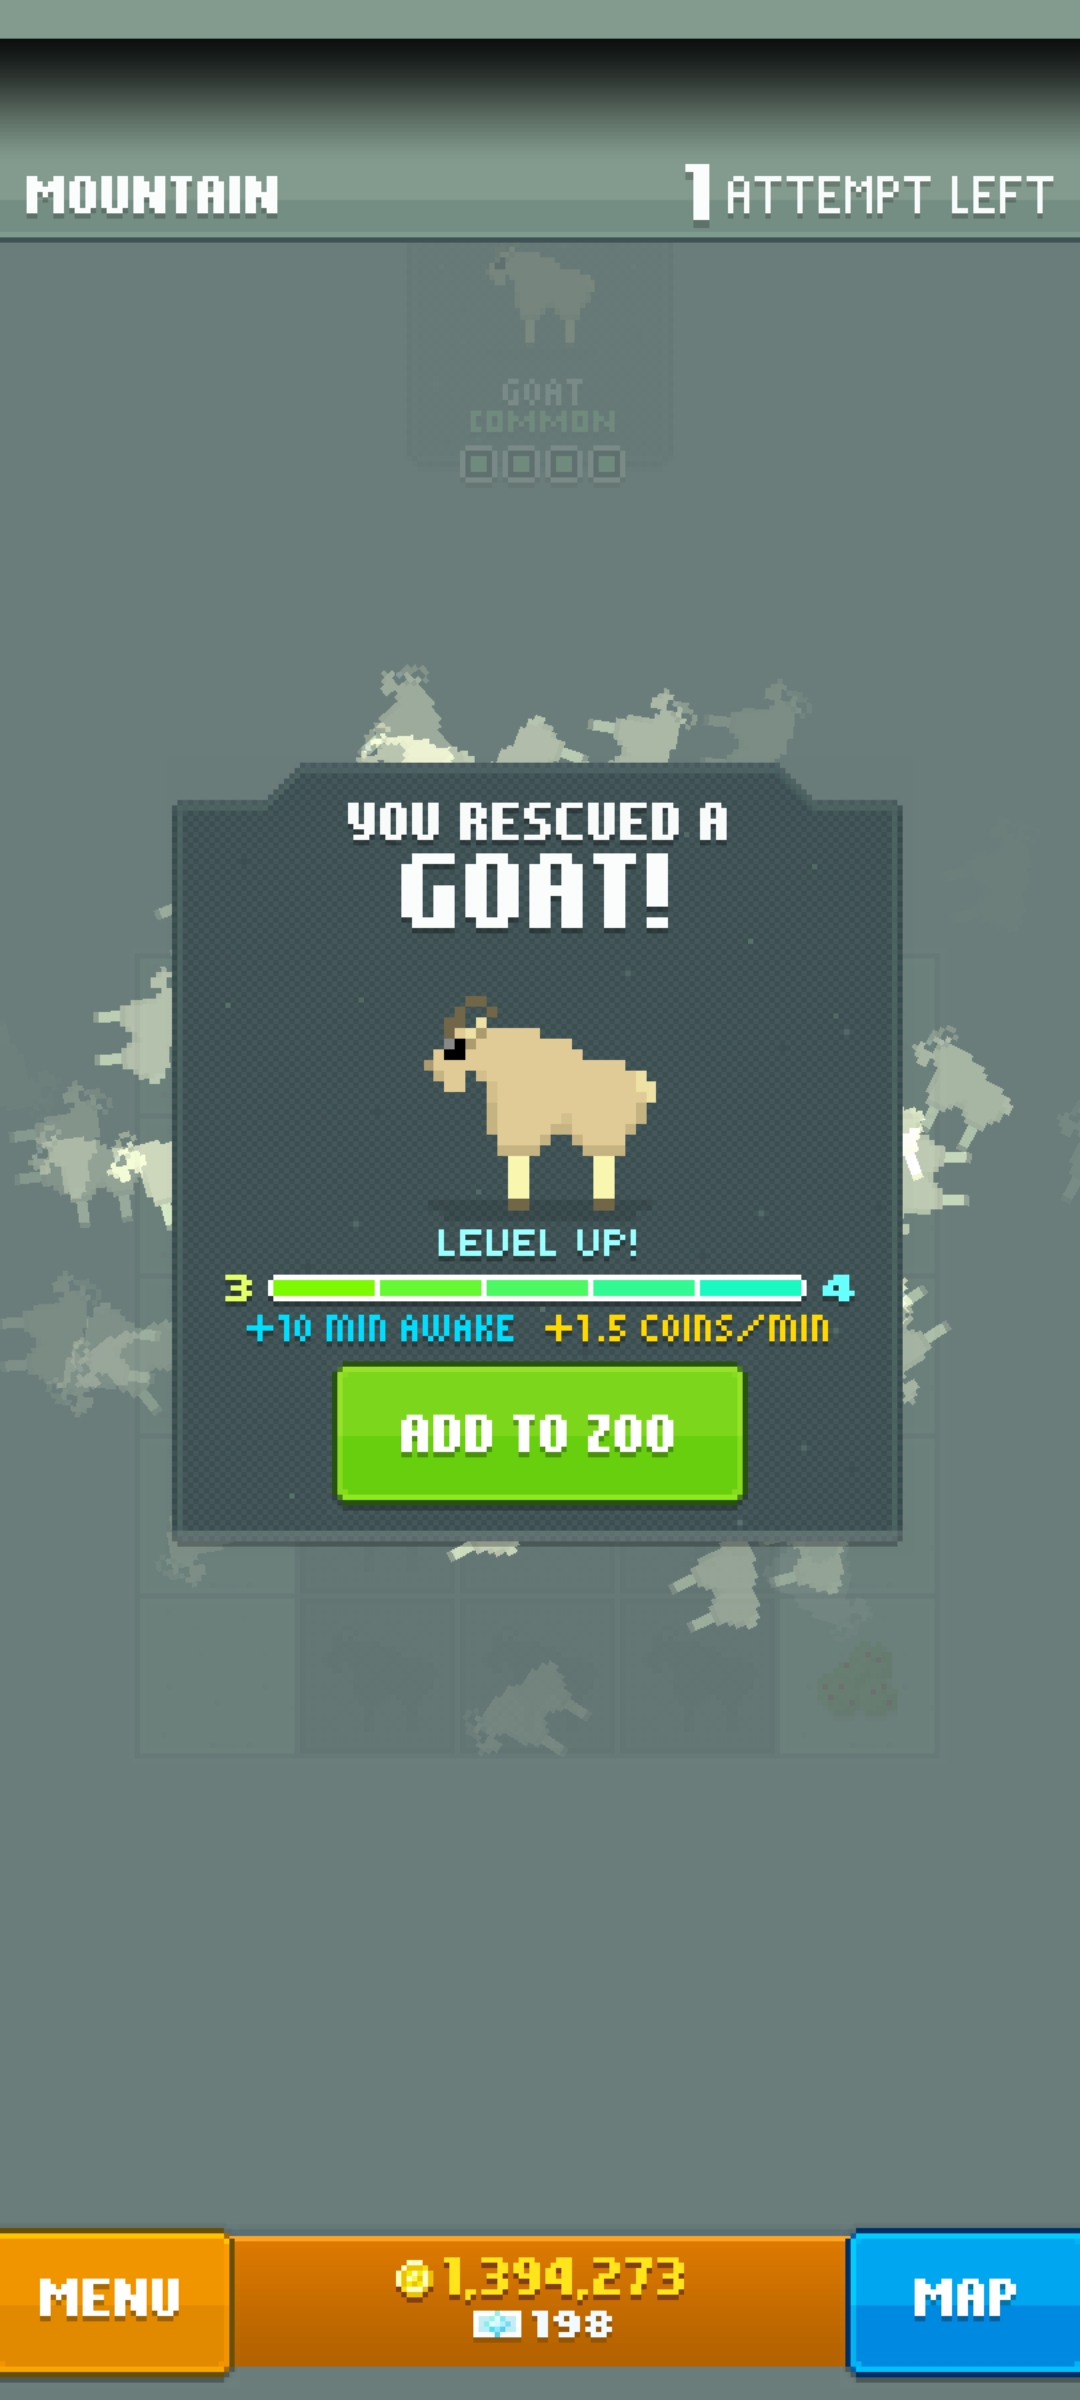 MOUNTAIN
1 ATTEMPT LEFT
GOAT
COMMON
YOU RESCUED A
GOAT!
LEVEL UP!
3 4
+10 MIN AWAKE +1.5 COINS/MIN
ADD TO ZOO
MENU
1,394,273
198
MAP